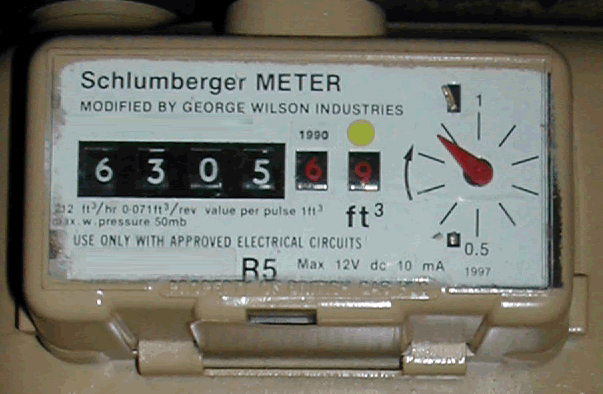 Schlumberger METER
MODIFIED BY GEORGE WILSON INDUSTRIES
1990
6 3 0 5 6 9
212 ft³/hr 0·071ft³/rev value per pulse 1ft³
max.w.pressure 50mb
ft³
USE ONLY WITH APPROVED ELECTRICAL CIRCUITS
R5 Max 12V dc 10 mA 1997
1
0.5